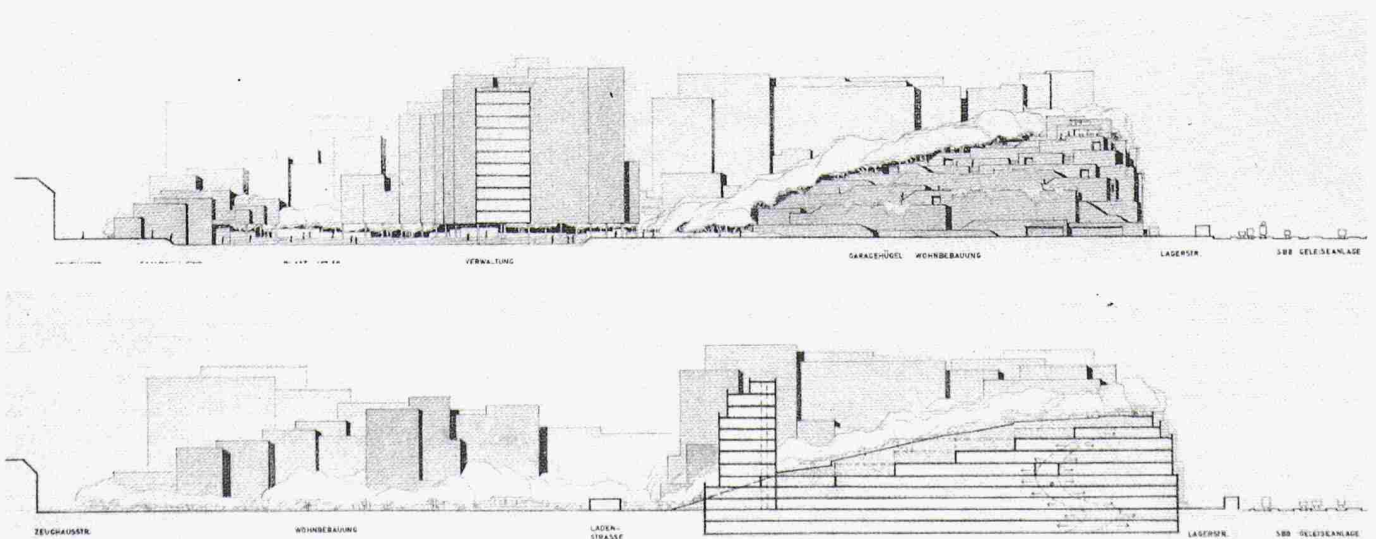 VERWALTUNG
GARAGEHÜGEL WOHNBEBAUUNG
LAGERSTR.
SBB GELEISEANLAGE
ZEUGHAUSSTR.
WOHNBEBAUUNG
LADEN-
STRASSE
LAGERSTR.
SBB GELEISEANLAGE